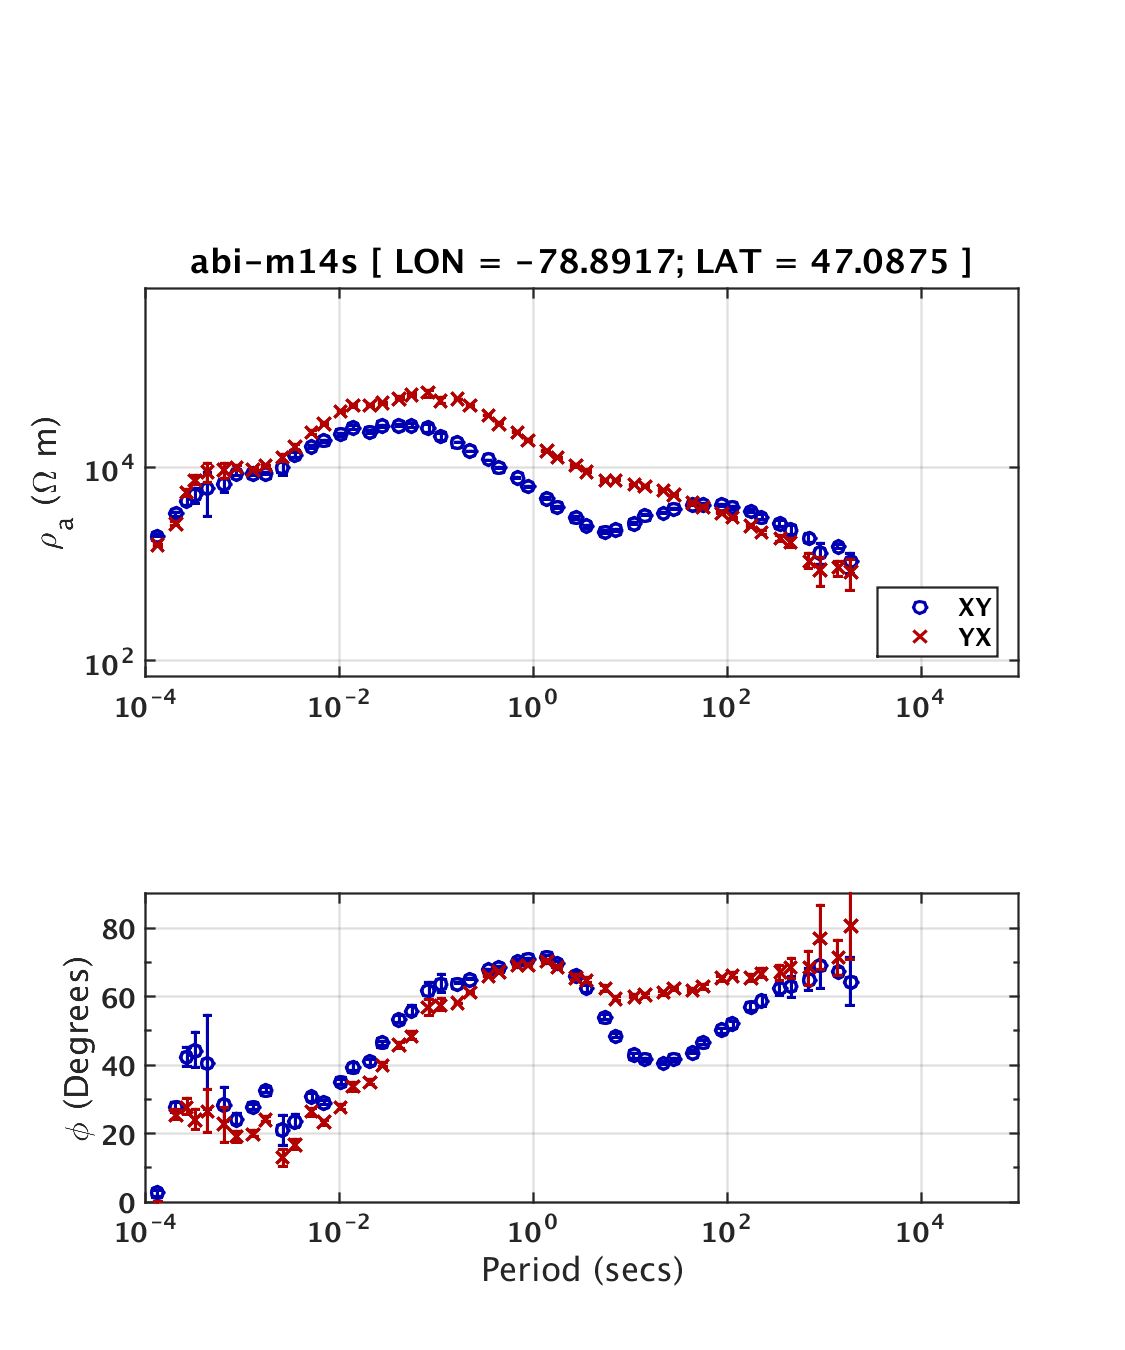 abi-m14s [ LON = -78.8917; LAT = 47.0875 ]
ρa (Ω m)
10^4
10^2
10^-4 10^-2 10^0 10^2 10^4
XY
YX
φ (Degrees)
80
60
40
20
0
10^-4 10^-2 10^0 10^2 10^4
Period (secs)